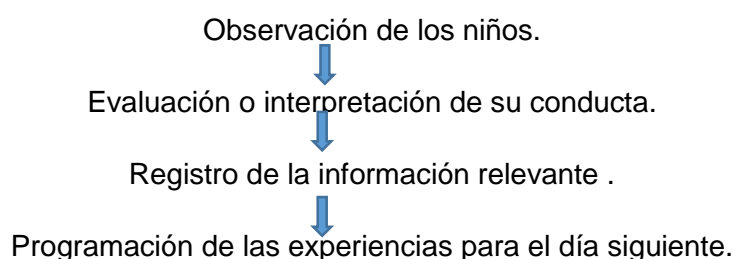 Observación de los niños.
Evaluación o interpretación de su conducta.
Registro de la información relevante .
Programación de las experiencias para el día siguiente.